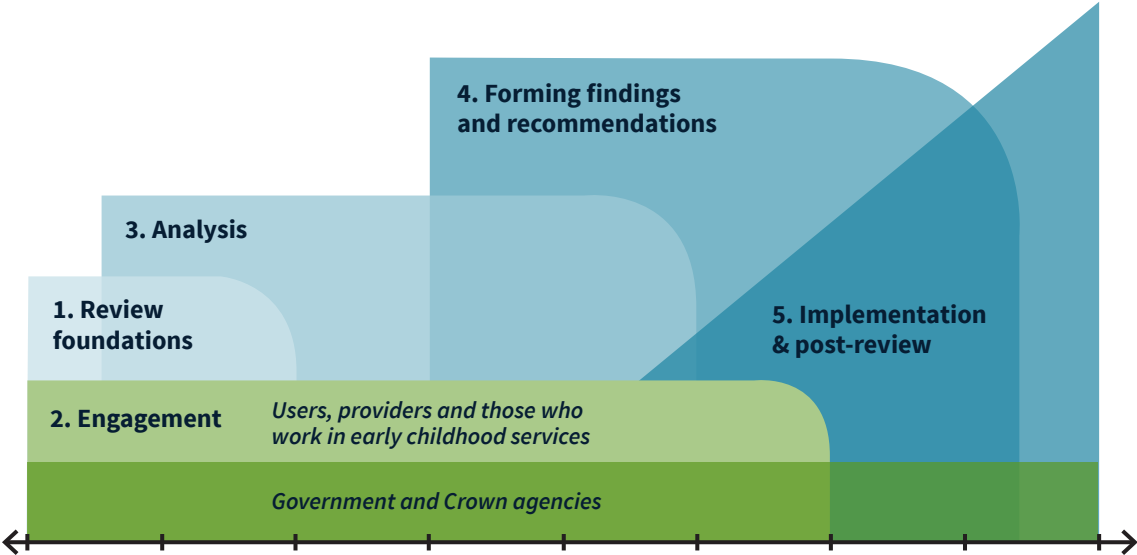 4. Forming findings
and recommendations
3. Analysis
1. Review
foundations
5. Implementation
& post-review
2. Engagement
Users, providers and those who
work in early childhood services
Government and Crown agencies